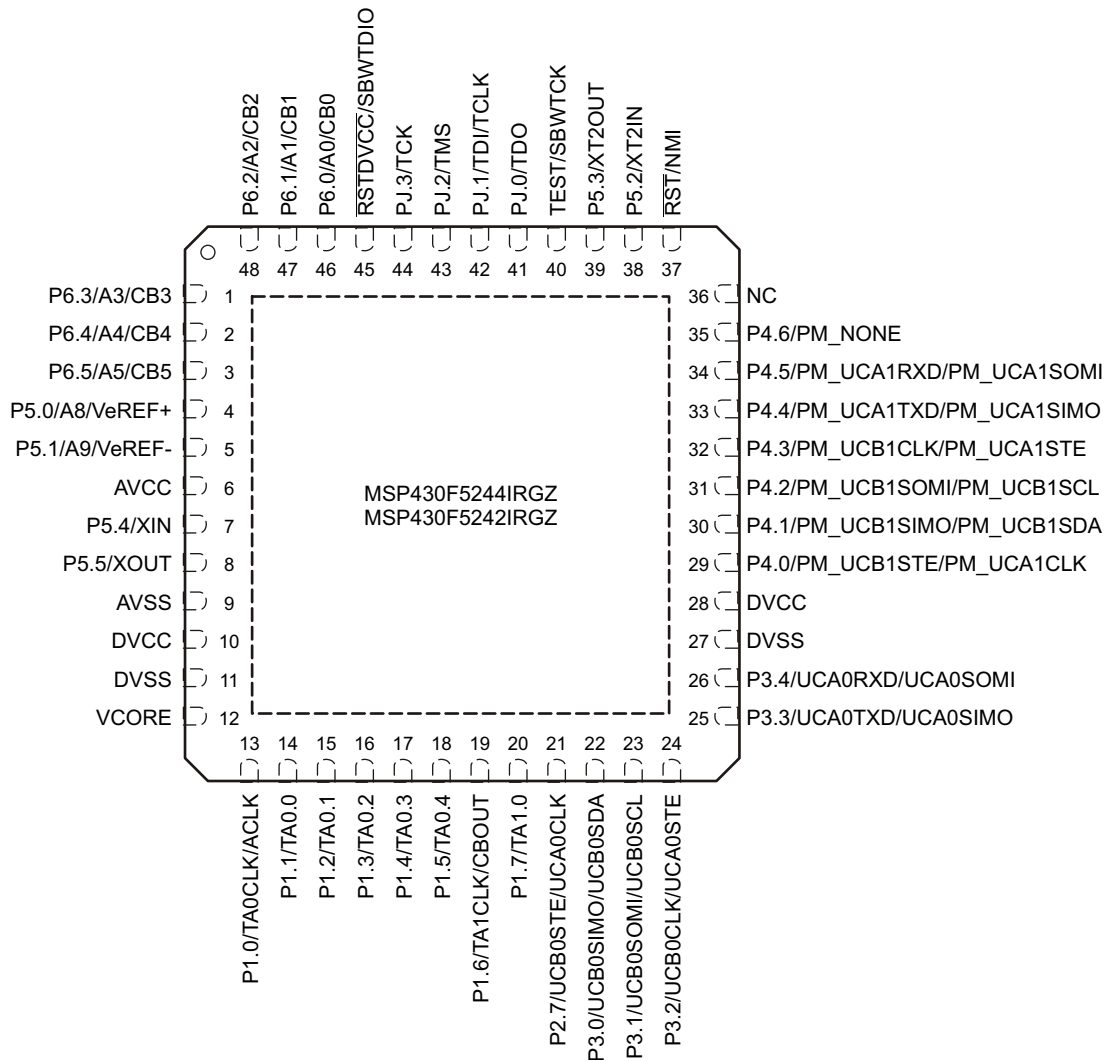 P6.2/A2/CB2
P6.1/A1/CB1
P6.0/A0/CB0
RSTDVCC/SBWTDIO
PJ.3/TCK
PJ.2/TMS
PJ.1/TDI/TCLK
PJ.0/TDO
TEST/SBWTCK
P5.3/XT2OUT
P5.2/XT2IN
RST/NMI
48 47 46 45 44 43 42 41 40 39 38 37
P6.3/A3/CB3 1
P6.4/A4/CB4 2
P6.5/A5/CB5 3
P5.0/A8/VeREF+ 4
P5.1/A9/VeREF- 5
AVCC 6
P5.4/XIN 7
P5.5/XOUT 8
AVSS 9
DVCC 10
DVSS 11
VCORE 12
MSP430F5244IRGZ
MSP430F5242IRGZ
36 NC
35 P4.6/PM_NONE
34 P4.5/PM_UCA1RXD/PM_UCA1SOMI
33 P4.4/PM_UCA1TXD/PM_UCA1SIMO
32 P4.3/PM_UCB1CLK/PM_UCA1STE
31 P4.2/PM_UCB1SOMI/PM_UCB1SCL
30 P4.1/PM_UCB1SIMO/PM_UCB1SDA
29 P4.0/PM_UCB1STE/PM_UCA1CLK
28 DVCC
27 DVSS
26 P3.4/UCA0RXD/UCA0SOMI
25 P3.3/UCA0TXD/UCA0SIMO
13 14 15 16 17 18 19 20 21 22 23 24
P1.0/TA0CLK/ACLK
P1.1/TA0.0
P1.2/TA0.1
P1.3/TA0.2
P1.4/TA0.3
P1.5/TA0.4
P1.6/TA1CLK/CBOUT
P1.7/TA1.0
P2.7/UCB0STE/UCA0CLK
P3.0/UCB0SIMO/UCB0SDA
P3.1/UCB0SOMI/UCB0SCL
P3.2/UCB0CLK/UCA0STE